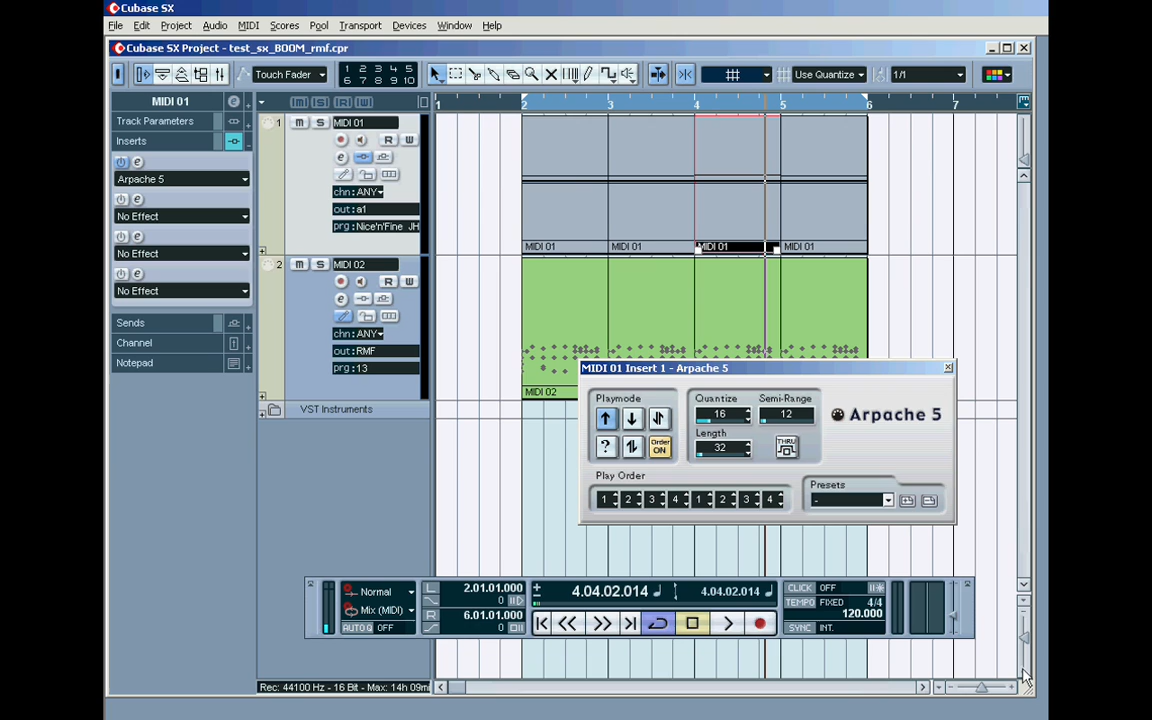 Cubase SX
File Edit Project Audio MIDI Scores Pool Transport Devices Window Help
Cubase SX Project - test_sx_BOOM_rmf.cpr
Touch Fader
1 2 3 4 5
6 7 8 9 10
Use Quantize
1/1
MIDI 01
Track Parameters
Inserts
Arpache 5
No Effect
No Effect
No Effect
Sends
Channel
Notepad
1 2 3 4 5 6 7
1 m S MIDI 01
R W
e
chn:ANY
out:a1
prg:Nice'n'Fine JH
MIDI 01 MIDI 01 MIDI 01 MIDI 01
2 m S MIDI 02
R W
e
chn:ANY
out:RMF
prg:13
MIDI 02
VST Instruments
MIDI 01 Insert 1 - Arpache 5
Playmode Quantize Semi-Range
16 12
Arpache 5
Length
? Order ON 32 THRU
Play Order
1 2 3 4 1 2 3 4
Presets
-
Normal
Mix (MIDI)
AUTO Q OFF
L 2.01.01.000
0
R 6.01.01.000
0
4.04.02.014 4.04.02.014
CLICK OFF
TEMPO FIXED 4/4
120.000
SYNC INT.
Rec: 44100 Hz - 16 Bit - Max: 14h 09m